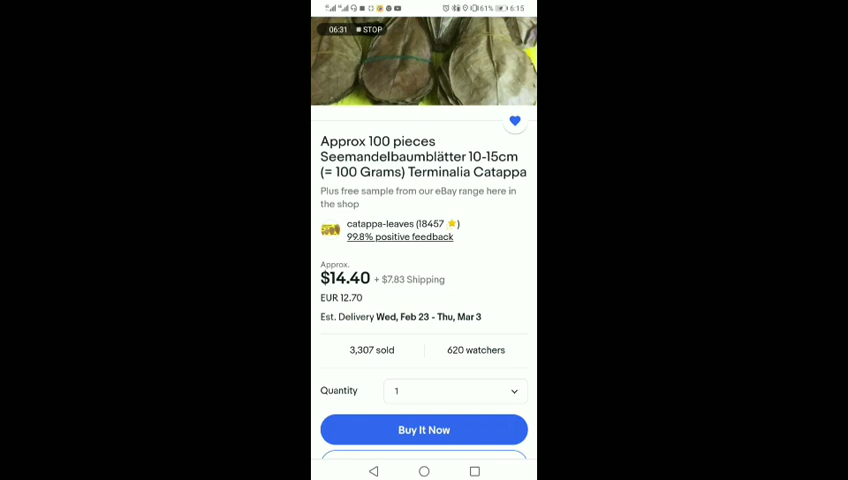 61% 6:15
06:31 STOP
Approx 100 pieces
Seemandelbaumblätter 10-15cm
(= 100 Grams) Terminalia Catappa
Plus free sample from our eBay range here in
the shop
catappa-leaves (18457 ⭐)
99.8% positive feedback
Approx.
$14.40 + $7.83 Shipping
EUR 12.70
Est. Delivery Wed, Feb 23 - Thu, Mar 3
3,307 sold 620 watchers
Quantity 1
Buy It Now